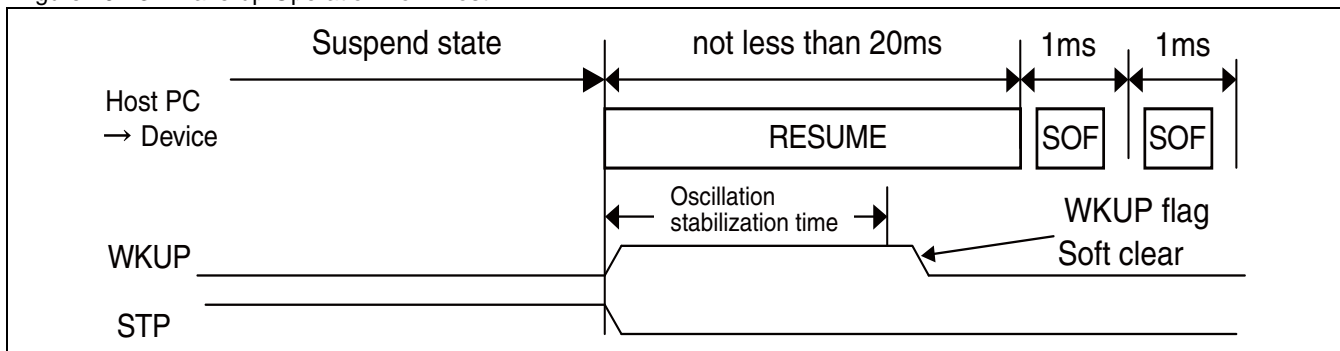 Suspend state not less than 20ms 1ms 1ms
Host PC
→ Device
RESUME SOF SOF
Oscillation
stabilization time
WKUP flag
Soft clear
WKUP
STP